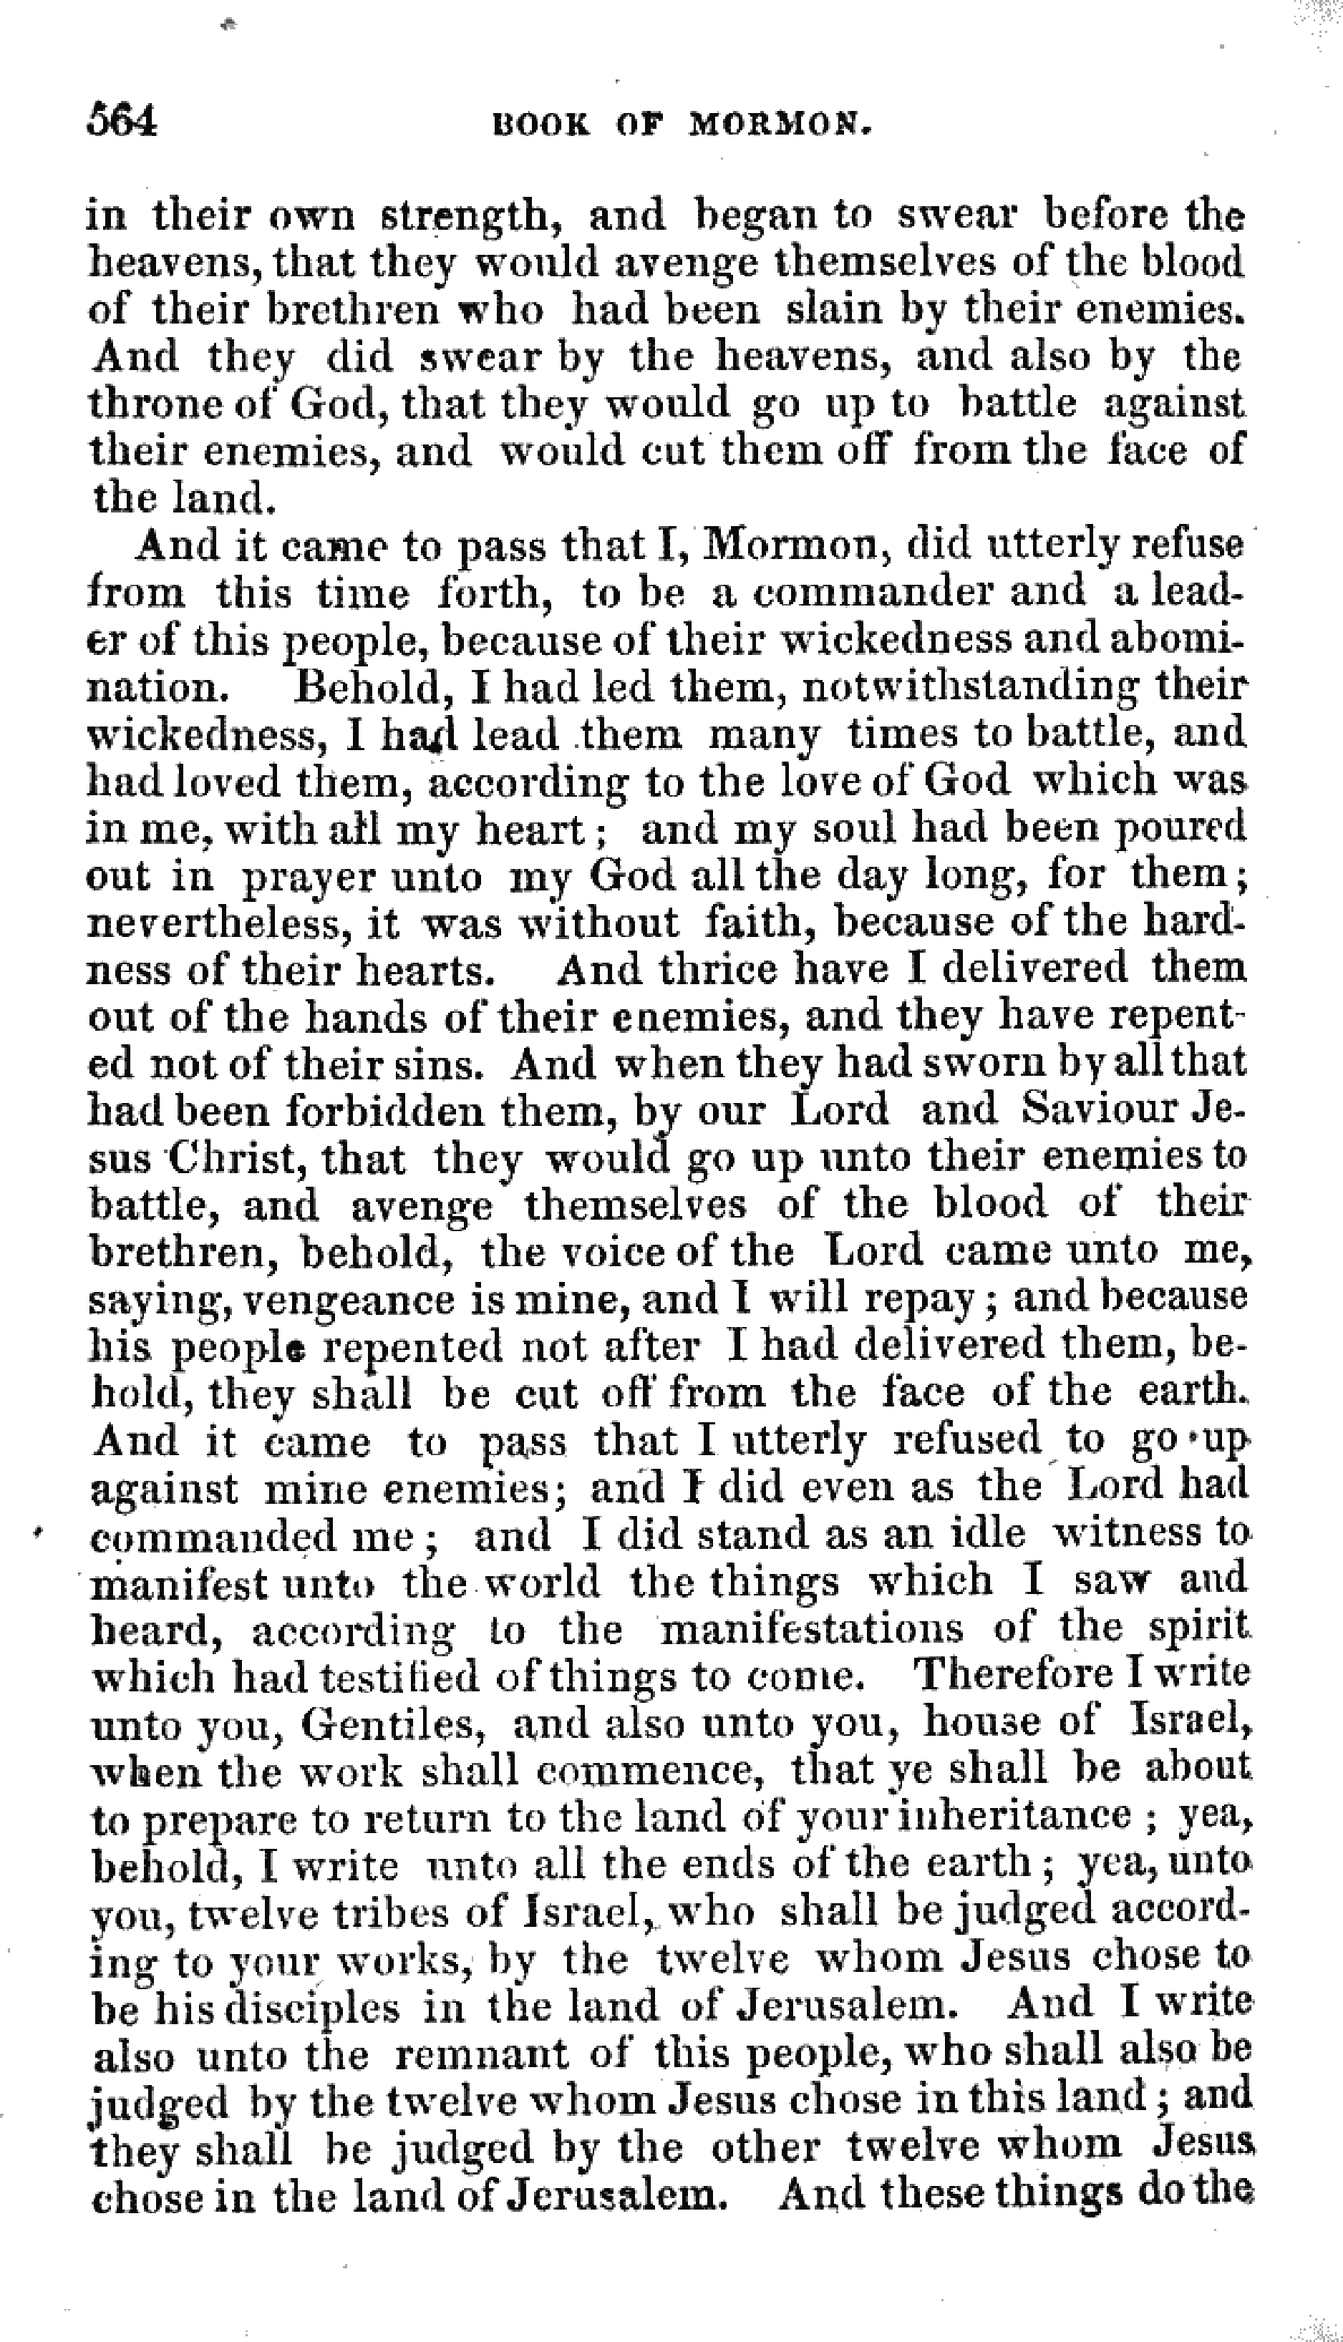 564 BOOK OF MORMON.
in their own strength, and began to swear before the
heavens, that they would avenge themselves of the blood
of their brethren who had been slain by their enemies.
And they did swear by the heavens, and also by the
throne of God, that they would go up to battle against
their enemies, and would cut them off from the face of
the land.
And it came to pass that I, Mormon, did utterly refuse
from this time forth, to be a commander and a lead-
er of this people, because of their wickedness and abomi-
nation. Behold, I had led them, notwithstanding their
wickedness, I had lead them many times to battle, and
had loved them, according to the love of God which was
in me, with all my heart; and my soul had been poured
out in prayer unto my God all the day long, for them;
nevertheless, it was without faith, because of the hard-
ness of their hearts. And thrice have I delivered them
out of the hands of their enemies, and they have repent-
ed not of their sins. And when they had sworn by all that
had been forbidden them, by our Lord and Saviour Je-
sus Christ, that they would go up unto their enemies to
battle, and avenge themselves of the blood of their
brethren, behold, the voice of the Lord came unto me,
saying, vengeance is mine, and I will repay; and because
his people repented not after I had delivered them, be-
hold, they shall be cut off from the face of the earth.
And it came to pass that I utterly refused to go up
against mine enemies; and I did even as the Lord had
commanded me; and I did stand as an idle witness to
manifest unto the world the things which I saw and
heard, according to the manifestations of the spirit
which had testified of things to come. Therefore I write
unto you, Gentiles, and also unto you, house of Israel,
when the work shall commence, that ye shall be about
to prepare to return to the land of your inheritance; yea,
behold, I write unto all the ends of the earth; yea, unto
you, twelve tribes of Israel, who shall be judged accord-
ing to your works, by the twelve whom Jesus chose to
be his disciples in the land of Jerusalem. And I write
also unto the remnant of this people, who shall also be
judged by the twelve whom Jesus chose in this land; and
they shall be judged by the other twelve whom Jesus
chose in the land of Jerusalem. And these things do the